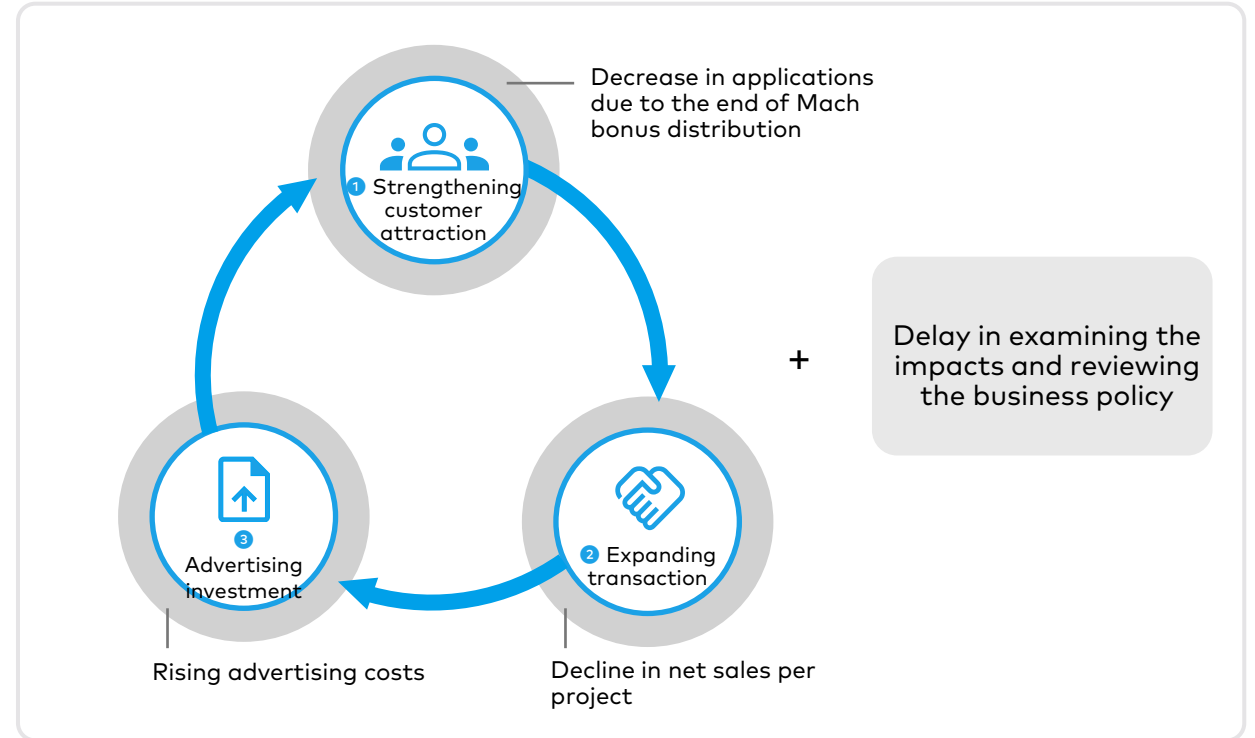 Decrease in applications
due to the end of Mach
bonus distribution
1 Strengthening
customer
attraction
+
Delay in examining the
impacts and reviewing
the business policy
2 Expanding
transaction
Decline in net sales per
project
3
Advertising
investment
Rising advertising costs